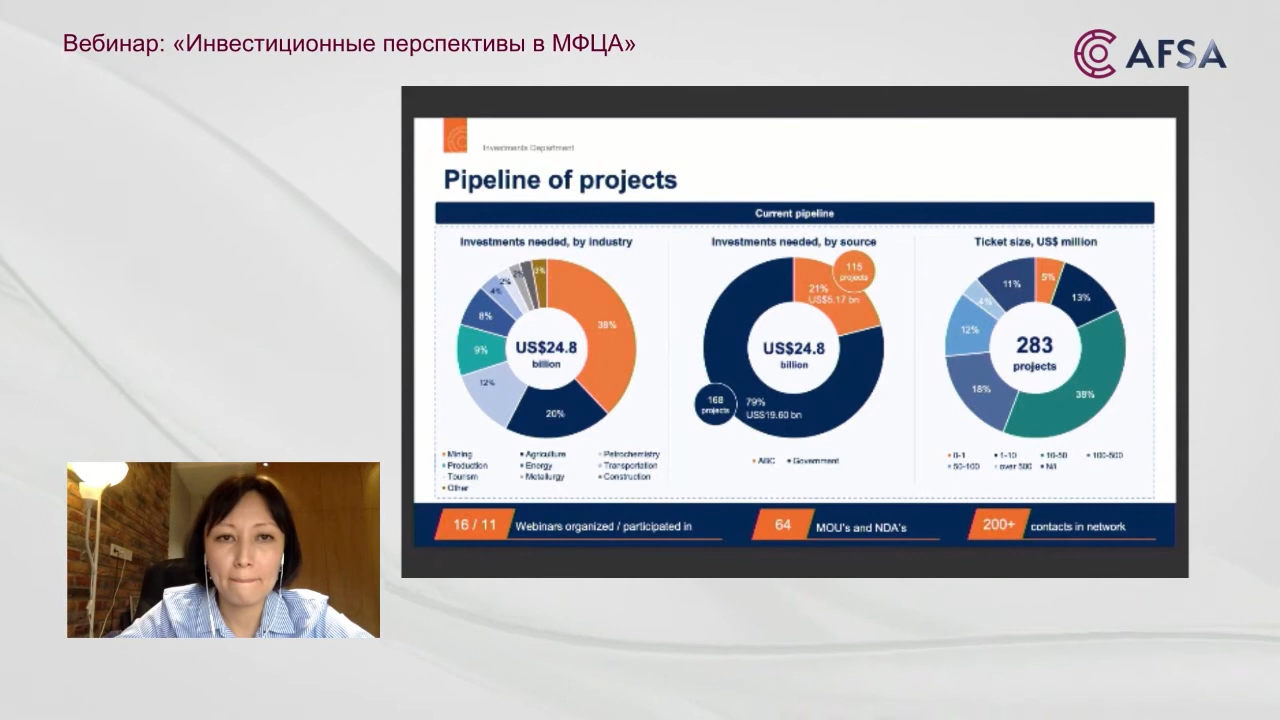 Вебинар: «Инвестиционные перспективы в МФЦА»
AFSA
Investments Department
Pipeline of projects
Current pipeline
Investments needed, by industry
38%
20%
12%
9%
8%
4%
2%
2%
3%
US$24.8
billion
Mining
Agriculture
Petrochemistry
Production
Energy
Transportation
Tourism
Metallurgy
Construction
Other
Investments needed, by source
115
projects
21%
US$5.17 bn
US$24.8
billion
168
projects
79%
US$19.60 bn
Government
Ticket size, US$ million
5%
13%
38%
18%
12%
4%
11%
283
projects
0-1
1-10
100-500
50-100
over 500
16 / 11
Webinars organized / participated in
64
MOU's and NDA's
200+
contacts in network